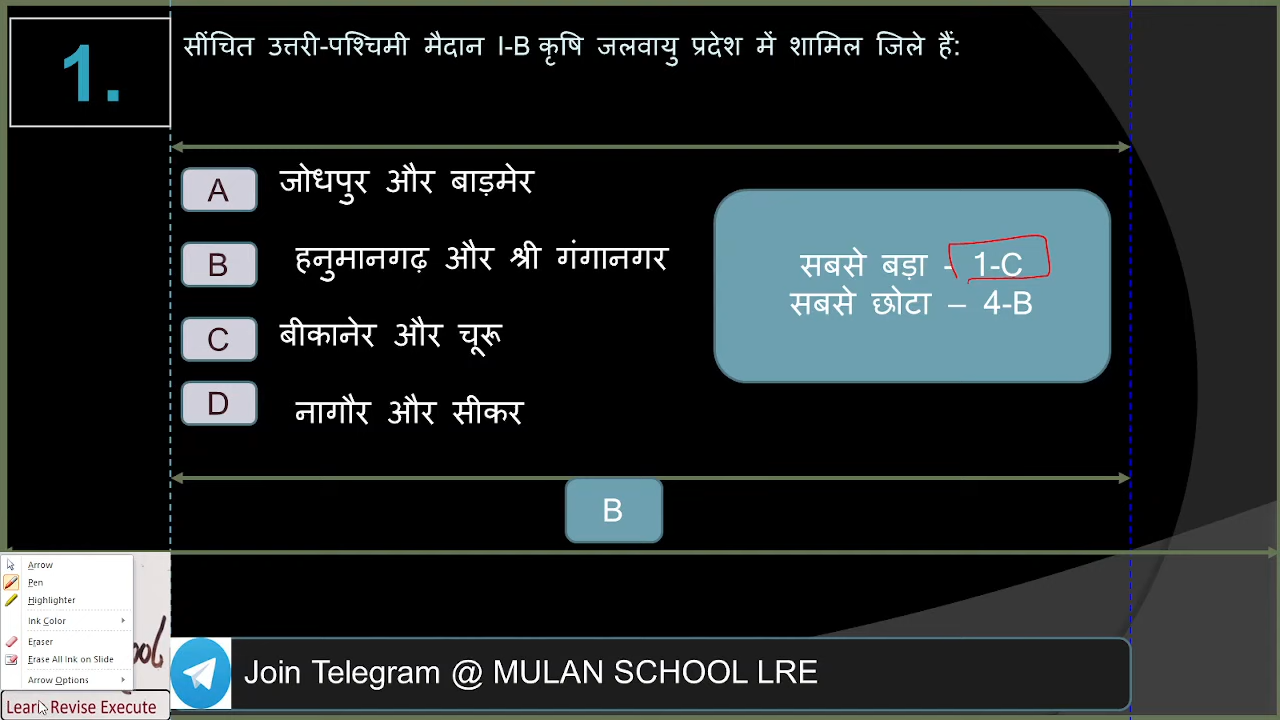 1.
सींचित उत्तरी-पश्चिमी मैदान I-B कृषि जलवायु प्रदेश में शामिल जिले हैं:
A जोधपुर और बाड़मेर
B हनुमानगढ़ और श्री गंगानगर
C बीकानेर और चूरू
D नागौर और सीकर
सबसे बड़ा - 1-C
सबसे छोटा – 4-B
B
Arrow
Pen
Highlighter
Ink Color
Eraser
Erase All Ink on Slide
Arrow Options
ool
Learn Revise Execute
Join Telegram @ MULAN SCHOOL LRE